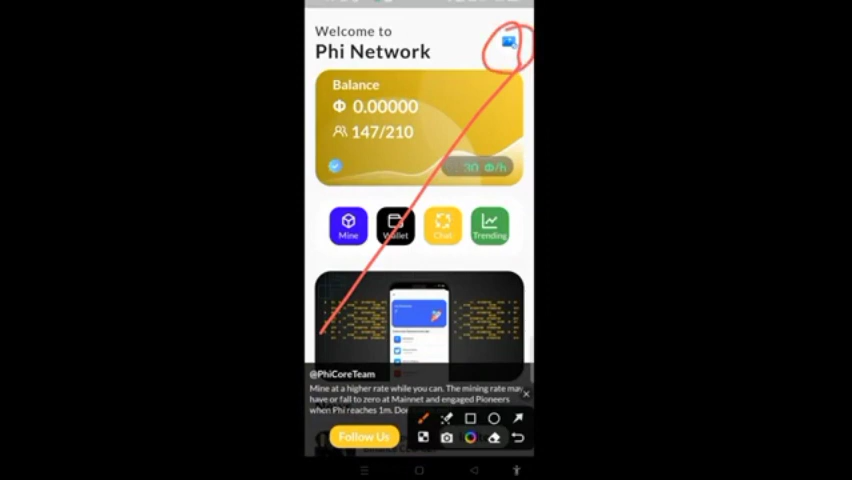 Welcome to
Phi Network
Balance
Φ 0.00000
147/210
30 Φ/h
Mine
Wallet
Chat
Trending
@PhiCoreTeam
Mine at a higher rate while you can. The mining rate may
have or fall to zero at Mainnet and engaged Pioneers
when Phi reaches 1m.
Follow Us